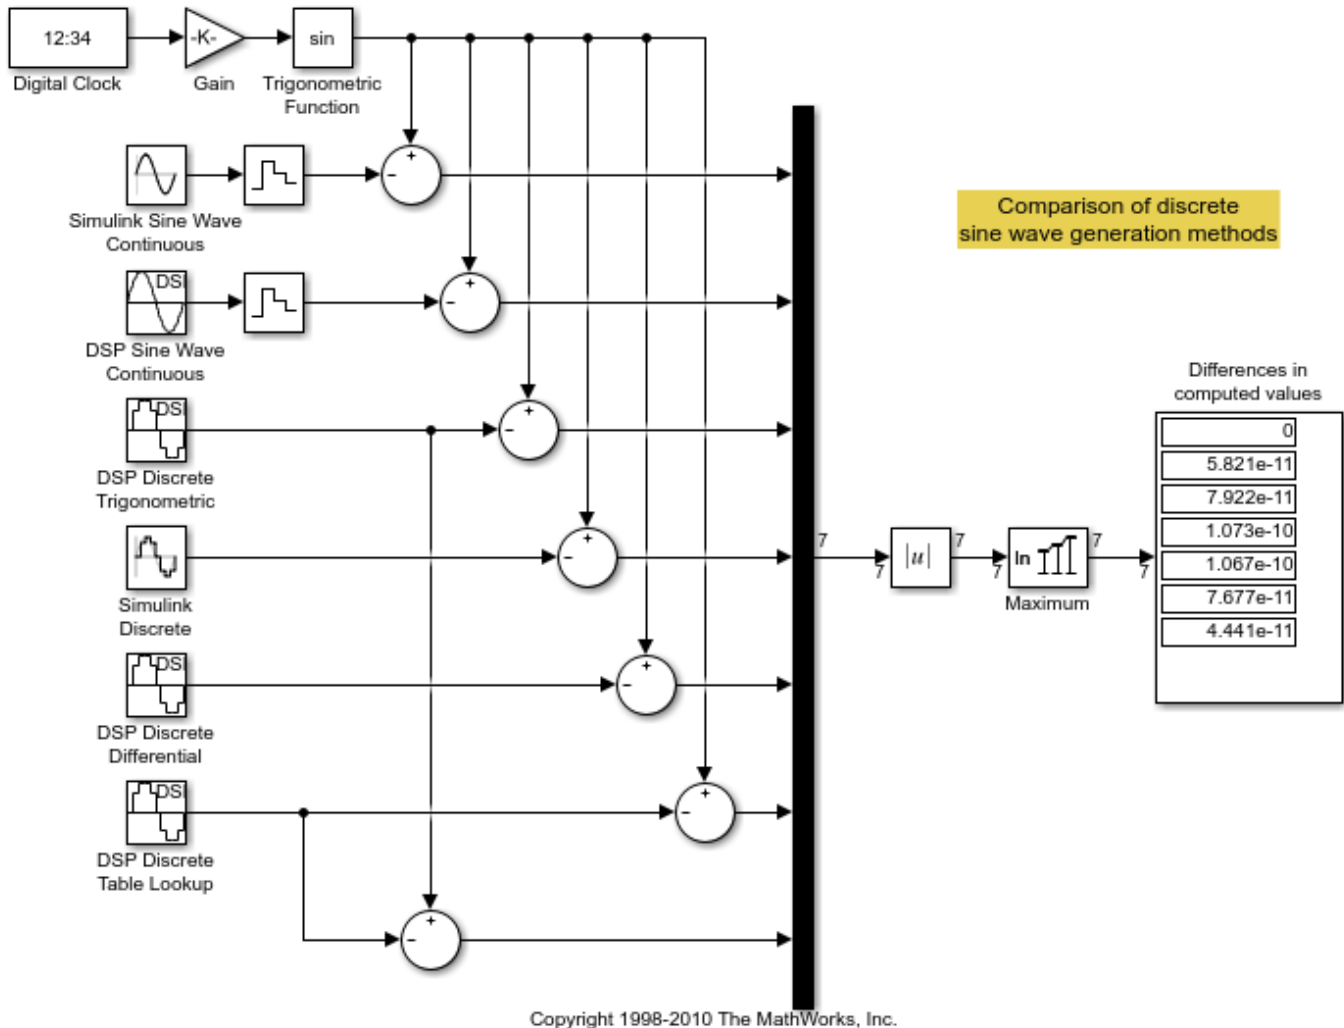 12:34
-K-
sin
Digital Clock
Gain
Trigonometric
Function
+
-
Simulink Sine Wave
Continuous
Comparison of discrete
sine wave generation methods
DSP
+
-
DSP Sine Wave
Continuous
Differences in
computed values
DSP
+
-
DSP Discrete
Trigonometric
0
5.821e-11
7.922e-11
1.073e-10
1.067e-10
7.677e-11
4.441e-11
+
-
Simulink
Discrete
7
7
|u|
7
7
In
7
7
Maximum
DSP
+
-
DSP Discrete
Differential
DSP
+
-
DSP Discrete
Table Lookup
+
-
Copyright 1998-2010 The MathWorks, Inc.